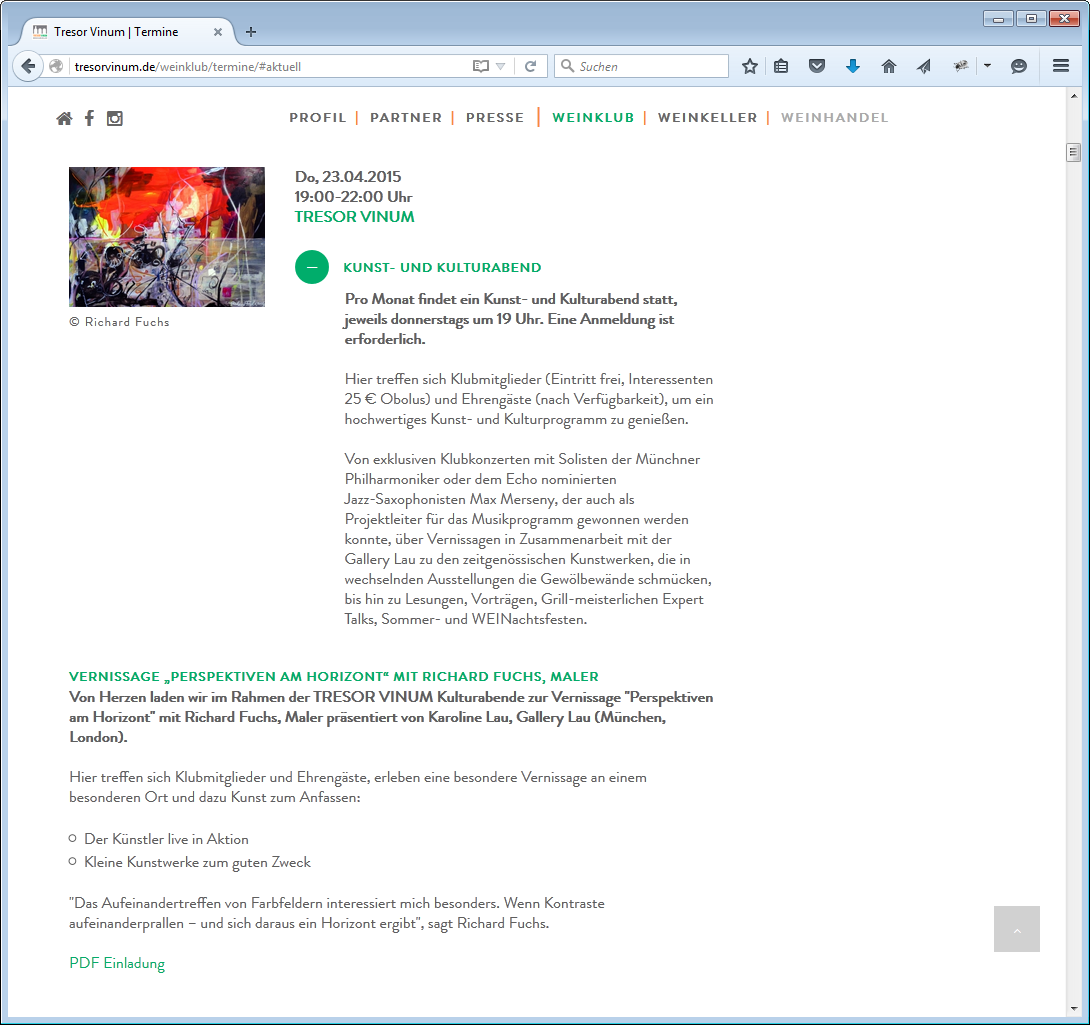 Tresor Vinum | Termine
tresorvinum.de/weinklub/termine/#aktuell
Suchen
PROFIL | PARTNER | PRESSE | WEINKLUB | WEINKELLER | WEINHANDEL
Do, 23.04.2015
19:00-22:00 Uhr
TRESOR VINUM
KUNST- UND KULTURABEND
Pro Monat findet ein Kunst- und Kulturabend statt,
jeweils donnerstags um 19 Uhr. Eine Anmeldung ist
erforderlich.
© Richard Fuchs
Hier treffen sich Klubmitglieder (Eintritt frei, Interessenten
25 € Obolus) und Ehrengäste (nach Verfügbarkeit), um ein
hochwertiges Kunst- und Kulturprogramm zu genießen.
Von exklusiven Klubkonzerten mit Solisten der Münchner
Philharmoniker oder dem Echo nominierten
Jazz-Saxophonisten Max Merseny, der auch als
Projektleiter für das Musikprogramm gewonnen werden
konnte, über Vernissagen in Zusammenarbeit mit der
Gallery Lau zu den zeitgenössischen Kunstwerken, die in
wechselnden Ausstellungen die Gewölbewände schmücken,
bis hin zu Lesungen, Vorträgen, Grill-meisterlichen Expert
Talks, Sommer- und WEINachtsfesten.
VERNISSAGE „PERSPEKTIVEN AM HORIZONT“ MIT RICHARD FUCHS, MALER
Von Herzen laden wir im Rahmen der TRESOR VINUM Kulturabende zur Vernissage "Perspektiven
am Horizont" mit Richard Fuchs, Maler präsentiert von Karoline Lau, Gallery Lau (München,
London).
Hier treffen sich Klubmitglieder und Ehrengäste, erleben eine besondere Vernissage an einem
besonderen Ort und dazu Kunst zum Anfassen:
Der Künstler live in Aktion
Kleine Kunstwerke zum guten Zweck
"Das Aufeinandertreffen von Farbfeldern interessiert mich besonders. Wenn Kontraste
aufeinanderprallen – und sich daraus ein Horizont ergibt", sagt Richard Fuchs.
PDF Einladung